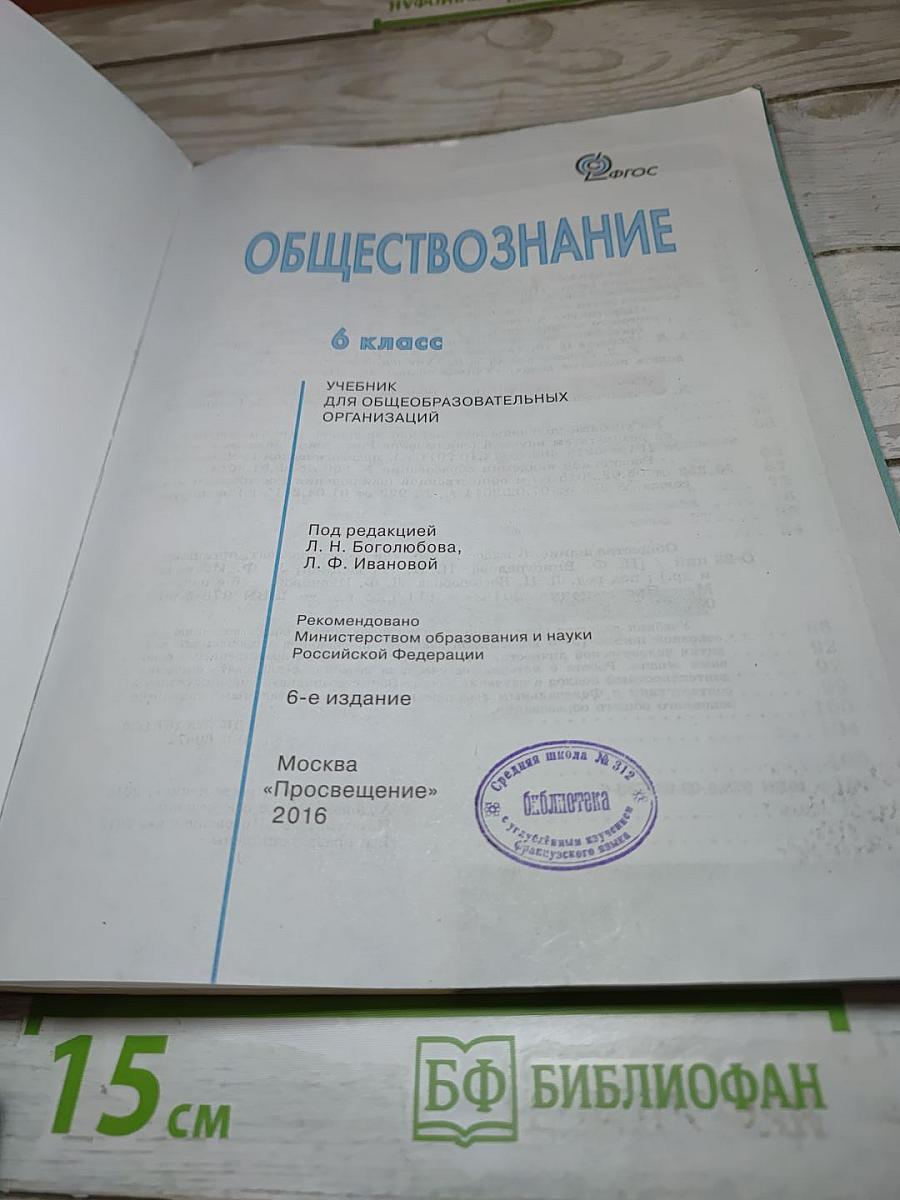 ФГОС
ОБЩЕСТВОЗНАНИЕ
6 класс
УЧЕБНИК
ДЛЯ ОБЩЕОБРАЗОВАТЕЛЬНЫХ
ОРГАНИЗАЦИЙ
Под редакцией
Л. Н. Боголюбова,
Л. Ф. Ивановой
Рекомендовано
Министерством образования и науки
Российской Федерации
6-е издание
Москва
«Просвещение»
2016
Средняя школа № 312
библиотека
с углублённым изучением
французского языка
15 см
БФ БИБЛИОФАН